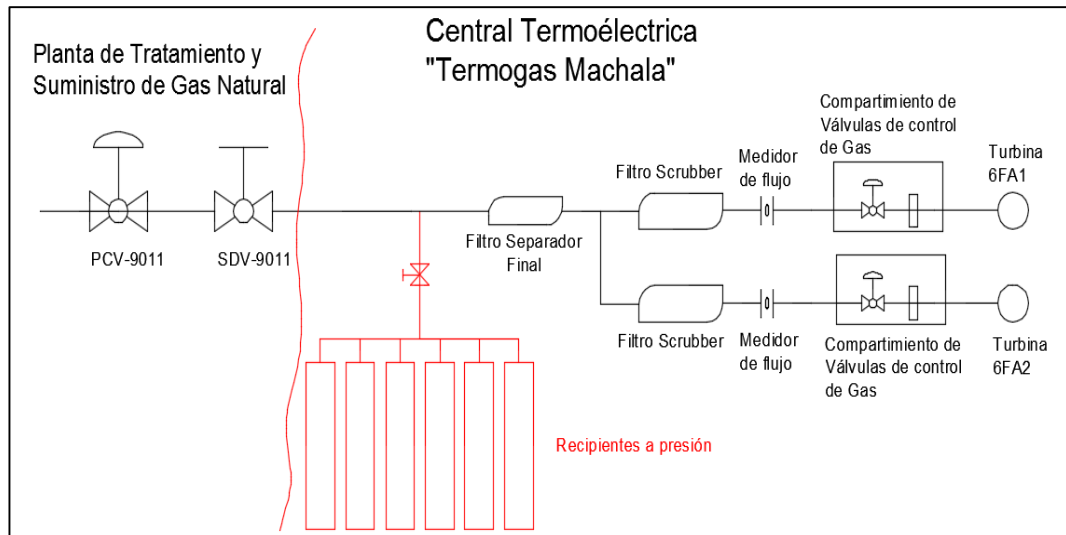 Planta de Tratamiento y
Suministro de Gas Natural
Central Termoélectrica
"Termogas Machala"
PCV-9011
SDV-9011
Filtro Separador
Final
Filtro Scrubber
Medidor
de flujo
Compartimiento de
Válvulas de control
de Gas
Turbina
6FA1
Filtro Scrubber
Medidor
de flujo
Compartimiento de
Válvulas de control
de Gas
Turbina
6FA2
Recipientes a presión